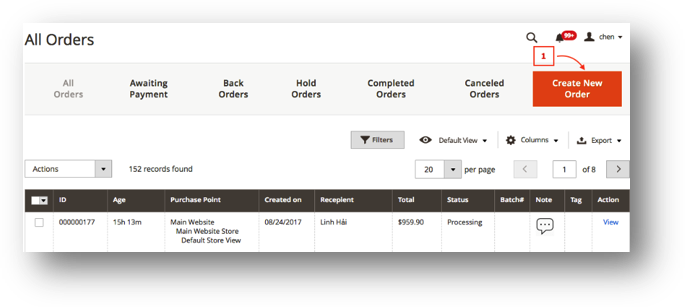 All Orders
99+
chen
1
All
Orders
Awaiting
Payment
Back
Orders
Hold
Orders
Completed
Orders
Canceled
Orders
Create New
Order
Filters
Default View
Columns
Export
Actions
152 records found
20
per page
1
of 8
ID
Age
Purchase Point
Created on
Recepient
Total
Status
Batch#
Note
Tag
Action
000000177
15h 13m
Main Website
Main Website Store
Default Store View
08/24/2017
Linh Hải
$959.90
Processing
View